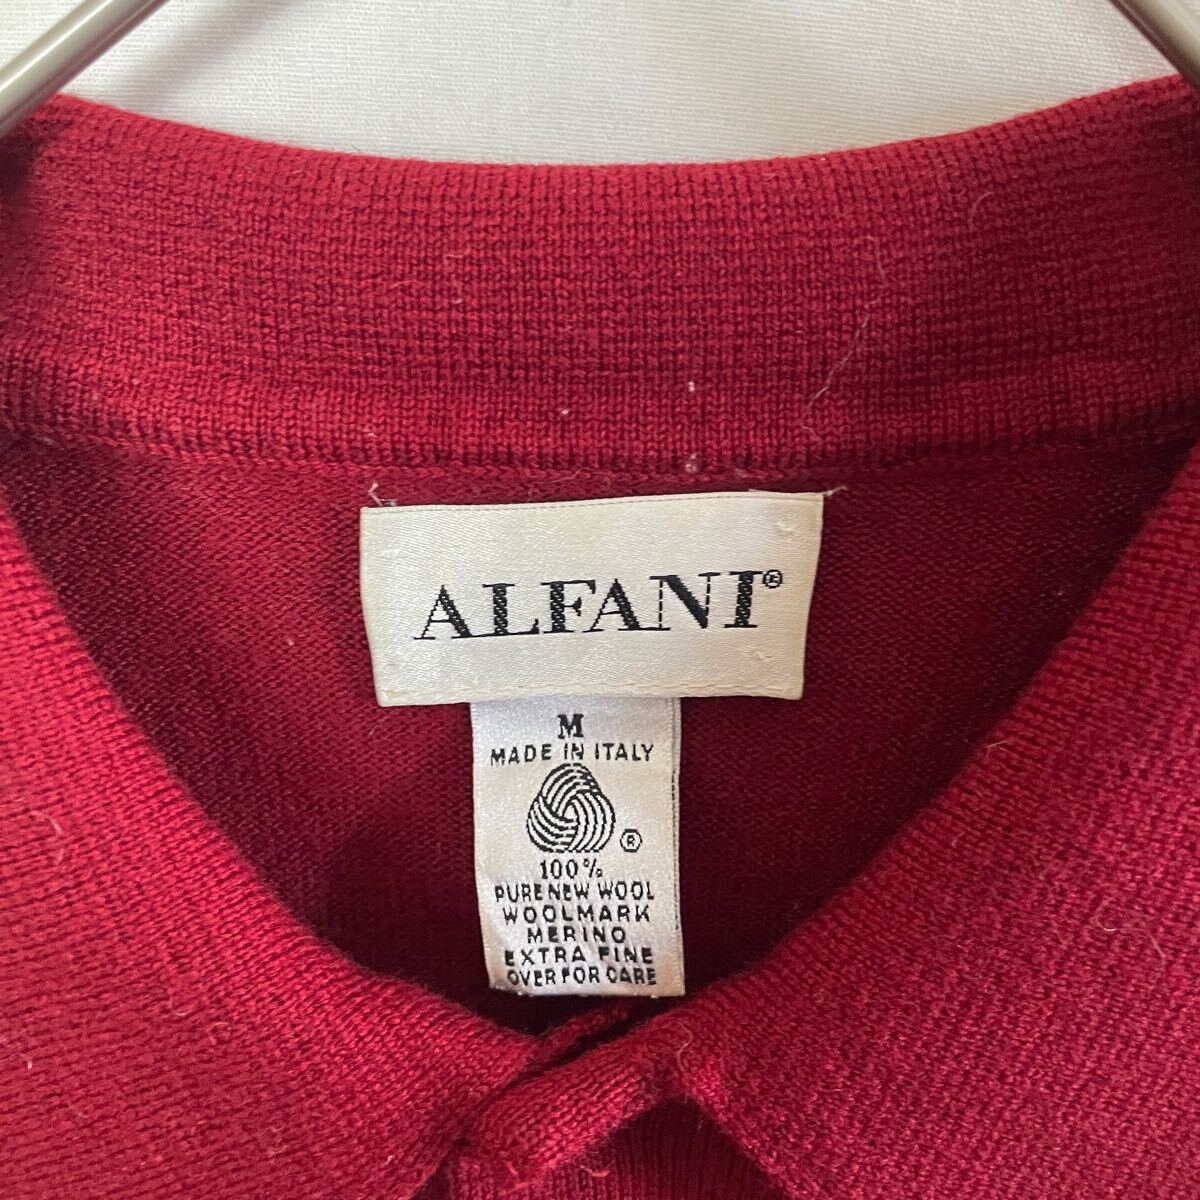 ALFANI®
M
MADE IN ITALY
®
100%
PURE NEW WOOL
WOOLMARK
MERINO
EXTRA FINE
OVER FOR CARE